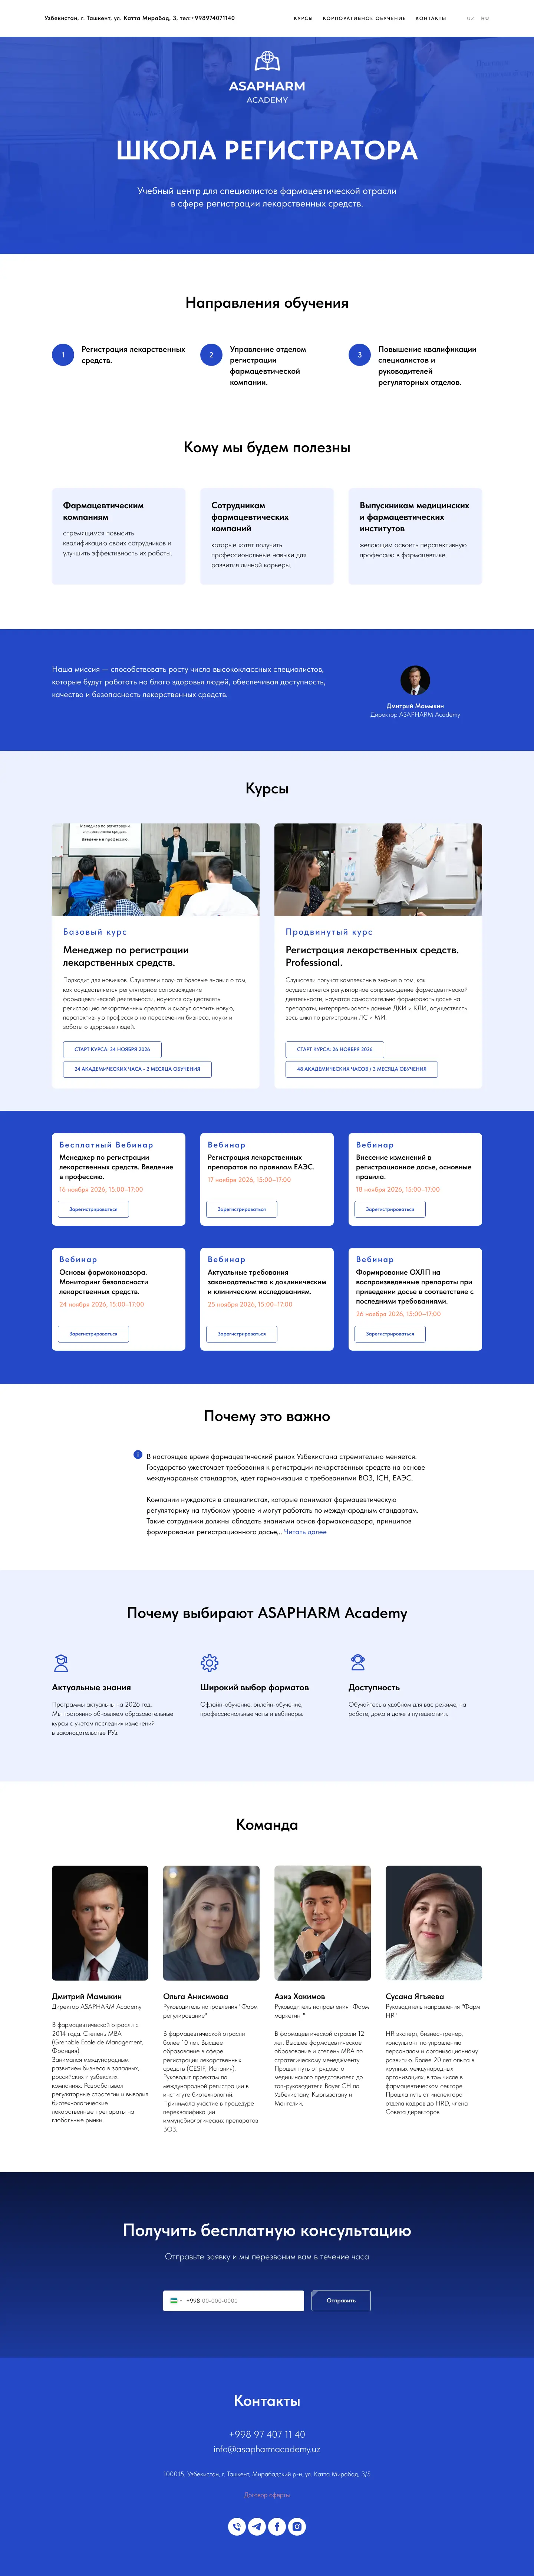 Узбекистан, г. Ташкент, ул. Катта Мирабад, 3, тел:+998974071140
КУРСЫ КОРПОРАТИВНОЕ ОБУЧЕНИЕ КОНТАКТЫ UZ RU
ASAPHARM
ACADEMY
ШКОЛА РЕГИСТРАТОРА
Учебный центр для специалистов фармацевтической отрасли
в сфере регистрации лекарственных средств.
Направления обучения
1
Регистрация лекарственных
средств.
2
Управление отделом
регистрации
фармацевтической
компании.
3
Повышение квалификации
специалистов и
руководителей
регуляторных отделов.
Кому мы будем полезны
Фармацевтическим
компаниям
стремящимся повысить
квалификацию своих сотрудников и
улучшить эффективность их работы.
Сотрудникам
фармацевтических
компаний
которые хотят получить
профессиональные навыки для
развития личной карьеры.
Выпускникам медицинских
и фармацевтических
институтов
желающим освоить перспективную
профессию в фармацевтике.
Наша миссия — способствовать росту числа высококлассных специалистов,
которые будут работать на благо здоровья людей, обеспечивая доступность,
качество и безопасность лекарственных средств.
Дмитрий Мамыкин
Директор ASAPHARM Academy
Курсы
Менеджер по регистрации
лекарственных средств.
Введение в профессию.
Базовый курс
Менеджер по регистрации
лекарственных средств.
Подходит для новичков. Слушатели получат базовые знания о том,
как осуществляется регуляторное сопровождение
фармацевтической деятельности, научатся осуществлять
регистрацию лекарственных средств и смогут освоить новую,
перспективную профессию на пересечении бизнеса, науки и
заботы о здоровье людей.
СТАРТ КУРСА: 24 НОЯБРЯ 2026
24 АКАДЕМИЧЕСКИХ ЧАСА - 2 МЕСЯЦА ОБУЧЕНИЯ
Продвинутый курс
Регистрация лекарственных средств.
Professional.
Слушатели получат комплексные знания о том, как
осуществляется регуляторное сопровождение фармацевтической
деятельности, научатся самостоятельно формировать досье на
препараты, интерпретировать данные ДКИ и КЛИ, осуществлять
весь цикл по регистрации ЛС и МИ.
СТАРТ КУРСА: 26 НОЯБРЯ 2026
48 АКАДЕМИЧЕСКИХ ЧАСОВ / 3 МЕСЯЦА ОБУЧЕНИЯ
Бесплатный Вебинар
Менеджер по регистрации
лекарственных средств. Введение
в профессию.
16 ноября 2026, 15:00–17:00
Зарегистрироваться
Вебинар
Регистрация лекарственных
препаратов по правилам ЕАЭС.
17 ноября 2026, 15:00–17:00
Зарегистрироваться
Вебинар
Внесение изменений в
регистрационное досье, основные
правила.
18 ноября 2026, 15:00–17:00
Зарегистрироваться
Вебинар
Основы фармаконадзора.
Мониторинг безопасности
лекарственных средств.
24 ноября 2026, 15:00–17:00
Зарегистрироваться
Вебинар
Актуальные требования
законодательства к доклиническим
и клиническим исследованиям.
25 ноября 2026, 15:00–17:00
Зарегистрироваться
Вебинар
Формирование ОХЛП на
воспроизведенные препараты при
приведении досье в соответствие с
последними требованиями.
26 ноября 2026, 15:00–17:00
Зарегистрироваться
Почему это важно
В настоящее время фармацевтический рынок Узбекистана стремительно меняется.
Государство ужесточает требования к регистрации лекарственных средств на основе
международных стандартов, идет гармонизация с требованиями ВОЗ, ICH, ЕАЭС.
Компании нуждаются в специалистах, которые понимают фармацевтическую
регуляторику на глубоком уровне и могут работать по международным стандартам.
Такие сотрудники должны обладать знаниями основ фармаконадзора, принципов
формирования регистрационного досье,... Читать далее
Почему выбирают ASAPHARM Academy
Актуальные знания
Программы актуальны на 2026 год.
Мы постоянно обновляем образовательные
курсы с учетом последних изменений
в законодательстве РУз.
Широкий выбор форматов
Офлайн-обучение, онлайн-обучение,
профессиональные чаты и вебинары.
Доступность
Обучайтесь в удобном для вас режиме, на
работе, дома и даже в путешествии.
Команда
Дмитрий Мамыкин
Директор ASAPHARM Academy
В фармацевтической отрасли с
2014 года. Степень MBA
(Grenoble Ecole de Management,
Франция).
Занимался международным
развитием бизнеса в западных,
российских и узбекских
компаниях. Разрабатывал
регуляторные стратегии и выводил
биотехнологические
лекарственные препараты на
глобальные рынки.
Ольга Анисимова
Руководитель направления "Фарм
регулирование"
В фармацевтической отрасли
более 10 лет. Высшее
образование в сфере
регистрации лекарственных
средств (CESIF, Испания).
Руководит проектам по
международной регистрации в
институте биотехнологий.
Принимала участие в процедуре
переквалификации
иммунобиологических препаратов
ВОЗ.
Азиз Хакимов
Руководитель направления "Фарм
маркетинг"
В фармацевтической отрасли 12
лет. Высшее фармацевтическое
образование и степень MBA по
стратегическому менеджменту.
Прошел путь от рядового
медицинского представителя до
топ-руководителя Bayer CH по
Узбекистану, Кыргызстану и
Монголии.
Сусана Ягъяева
Руководитель направления "Фарм
HR"
HR эксперт, бизнес-тренер,
консультант по управлению
персоналом и организационному
развитию. Более 20 лет опыта в
крупных международных
организациях, в том числе в
фармацевтическом секторе.
Прошла путь от инспектора
отдела кадров до HRD, члена
Совета директоров.
Получить бесплатную консультацию
Отправьте заявку и мы перезвоним вам в течение часа
+998 00-000-0000
Отправить
Контакты
+998 97 407 11 40
info@asapharmacademy.uz
100015, Узбекистан, г. Ташкент, Мирабадский р-н, ул. Катта Мирабад, 3/5
Договор оферты